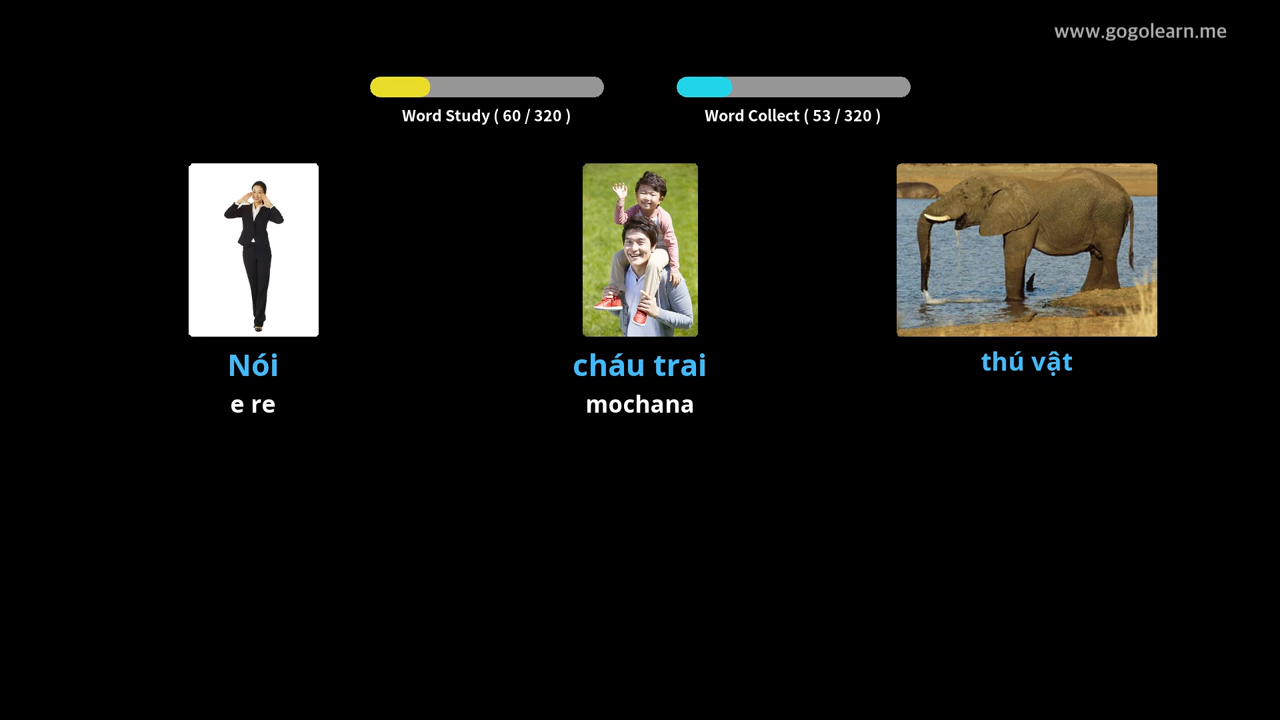 www.gogolearn.me
Word Study ( 60 / 320 )
Word Collect ( 53 / 320 )
Nói
e re
cháu trai
mochana
thú vật